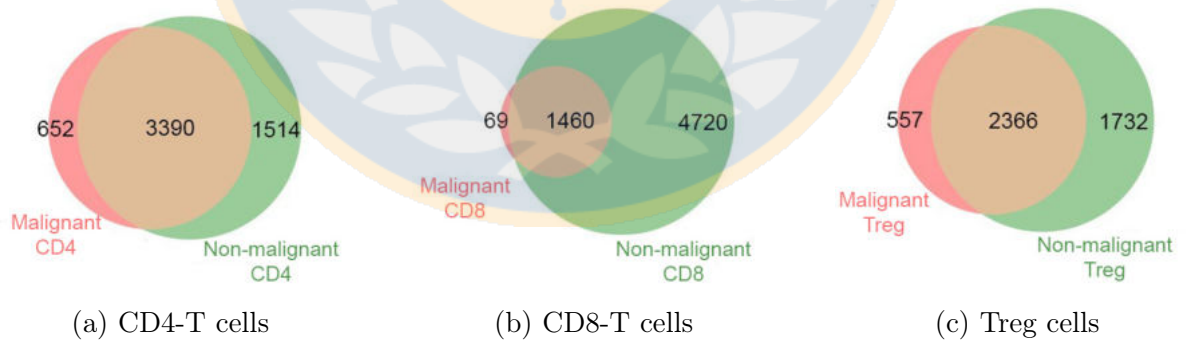 652 3390 1514
Malignant
CD4
Non-malignant
CD4
(a) CD4-T cells
69 1460 4720
Malignant
CD8
Non-malignant
CD8
(b) CD8-T cells
557 2366 1732
Malignant
Treg
Non-malignant
Treg
(c) Treg cells